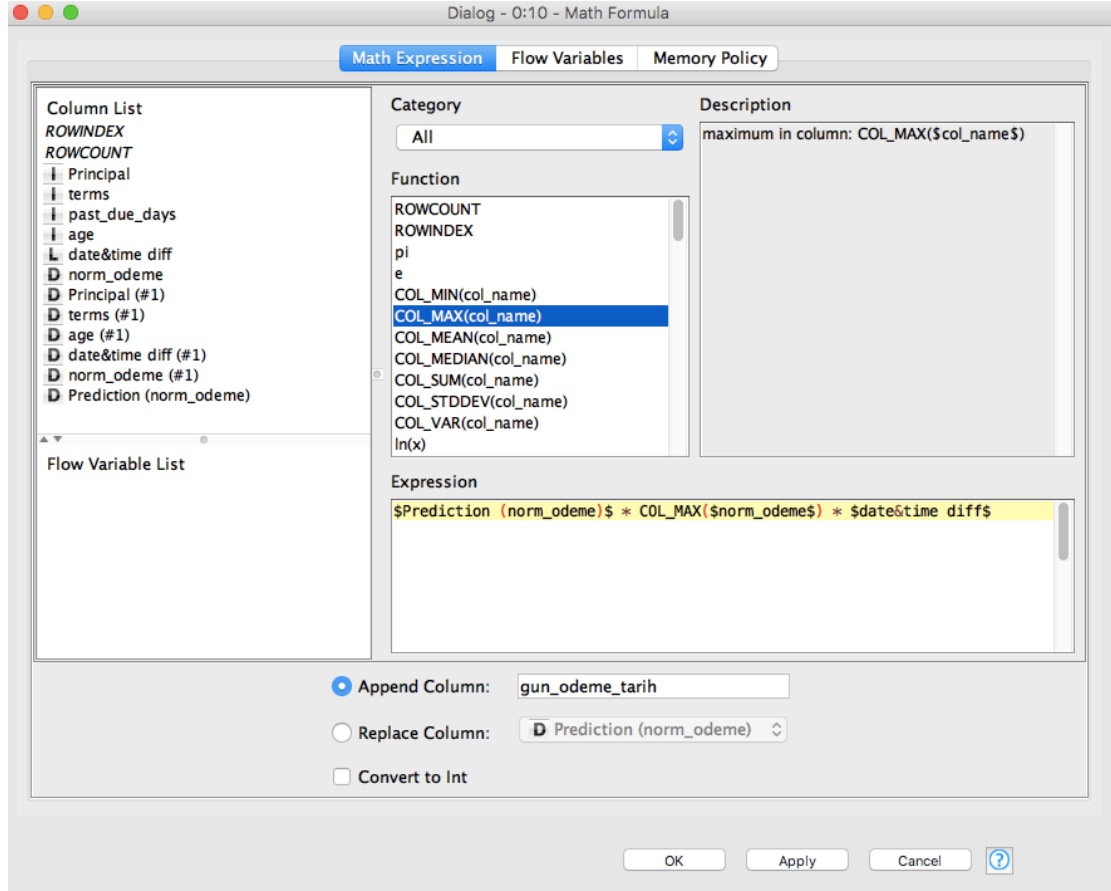 Dialog - 0:10 - Math Formula
Math Expression
Flow Variables
Memory Policy
Column List
ROWINDEX
ROWCOUNT
I Principal
I terms
I past_due_days
I age
L date&time diff
D norm_odeme
D Principal (#1)
D terms (#1)
D age (#1)
D date&time diff (#1)
D norm_odeme (#1)
D Prediction (norm_odeme)
Flow Variable List
Category
All
Function
ROWCOUNT
ROWINDEX
pi
e
COL_MIN(col_name)
COL_MAX(col_name)
COL_MEAN(col_name)
COL_MEDIAN(col_name)
COL_SUM(col_name)
COL_STDDEV(col_name)
COL_VAR(col_name)
ln(x)
Description
maximum in column: COL_MAX($col_name$)
Expression
$Prediction (norm_odeme)$ * COL_MAX($norm_odeme$) * $date&time diff$
Append Column: gun_odeme_tarih
Replace Column: D Prediction (norm_odeme)
Convert to Int
OK
Apply
Cancel
?